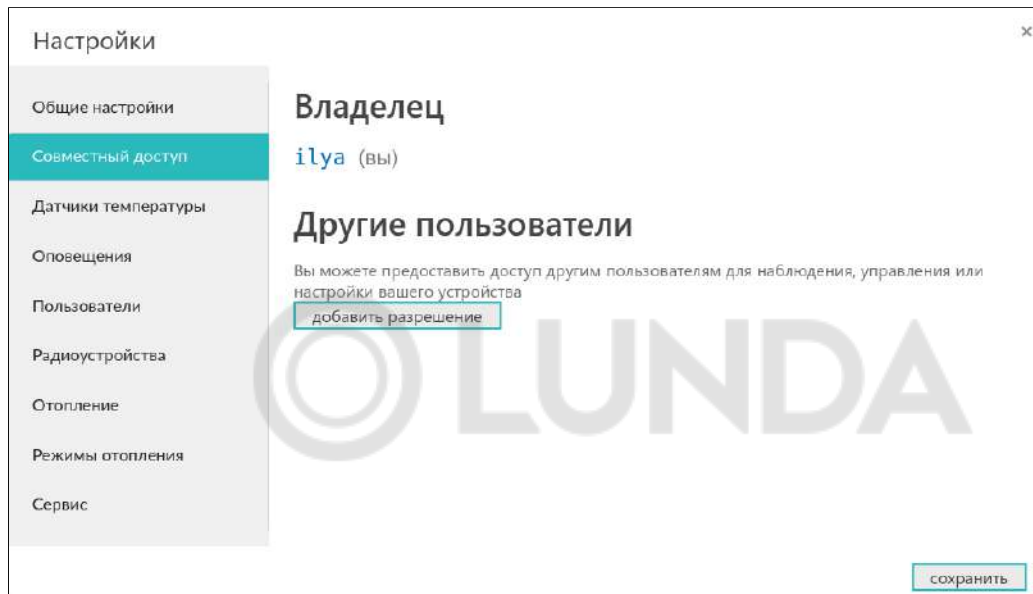 Настройки
×
Общие настройки
Совместный доступ
Датчики температуры
Оповещения
Пользователи
Радиоустройства
Отопление
Режимы отопления
Сервис
Владелец
ilya (вы)
Другие пользователи
Вы можете предоставить доступ другим пользователям для наблюдения, управления или
настройки вашего устройства
добавить разрешение
LUNDA
сохранить